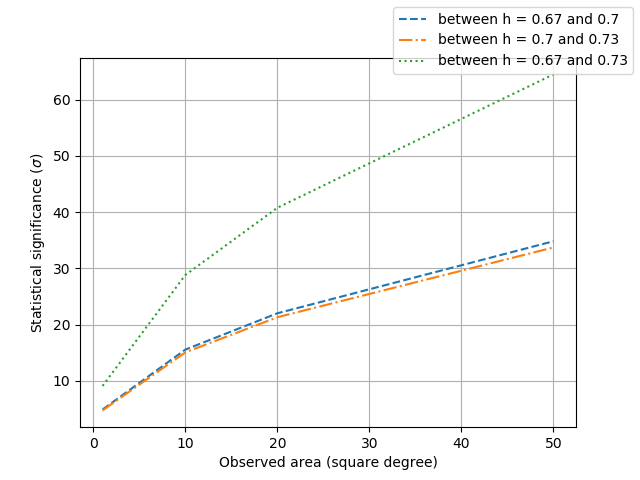 between h = 0.67 and 0.7
between h = 0.7 and 0.73
between h = 0.67 and 0.73
Statistical significance (σ)
60
50
40
30
20
10
0 10 20 30 40 50
Observed area (square degree)